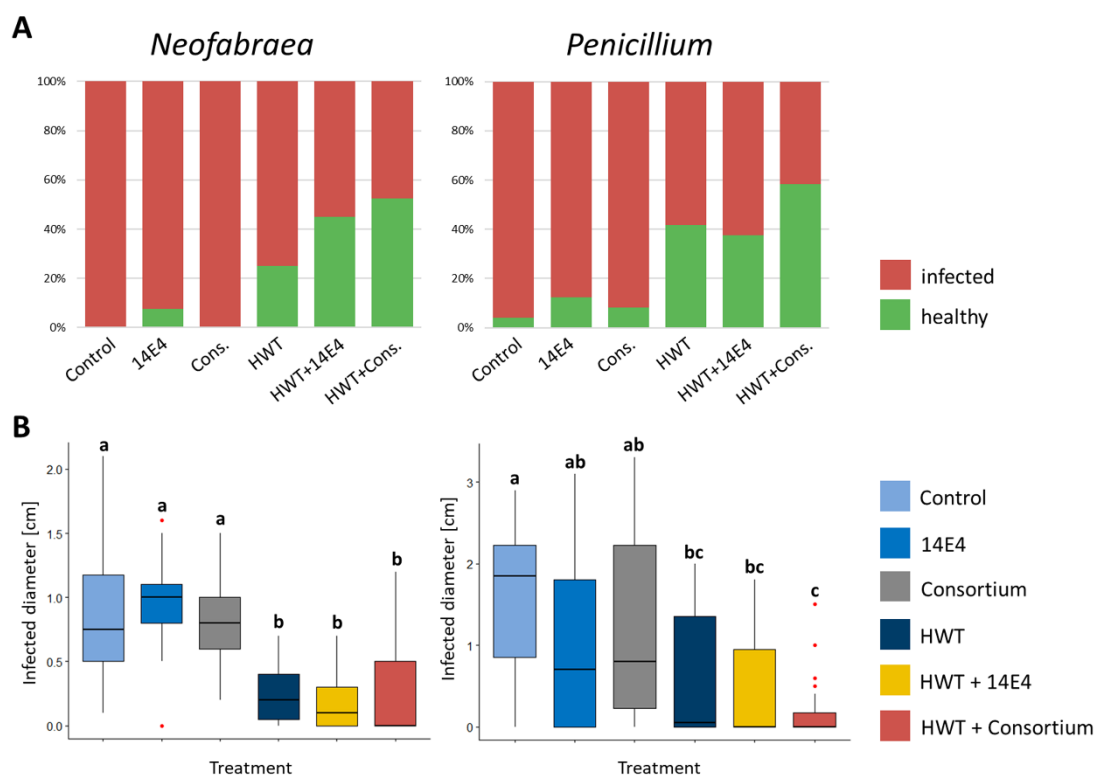 A
Neofabraea
Penicillium
100%
80%
60%
40%
20%
0%
Control
14E4
Cons.
HWT
HWT+14E4
HWT+Cons.
100%
80%
60%
40%
20%
0%
Control
14E4
Cons.
HWT
HWT+14E4
HWT+Cons.
infected
healthy
B
Infected diameter [cm]
2.0
1.5
1.0
0.5
0.0
a
a
a
b
b
b
Treatment
Infected diameter [cm]
3
2
1
0
a
ab
ab
bc
bc
c
Treatment
Control
14E4
Consortium
HWT
HWT + 14E4
HWT + Consortium